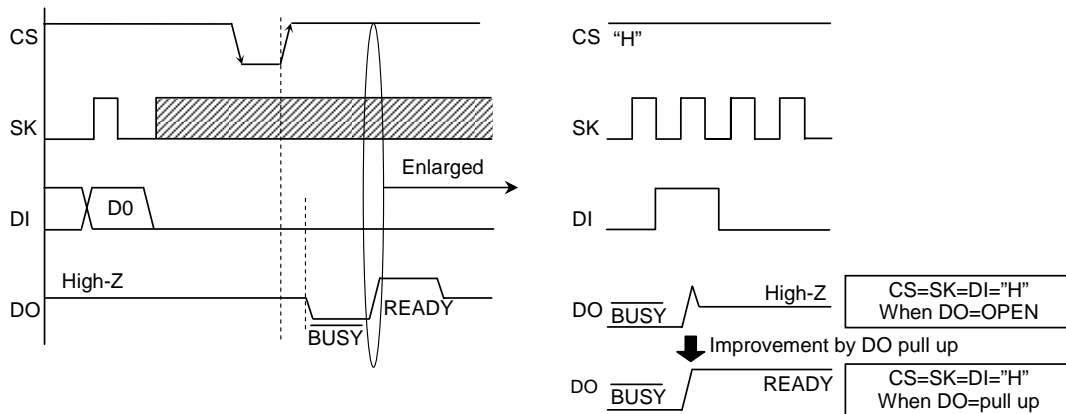 CS
SK
DI
D0
Enlarged
High-Z
DO
BUSY
READY
CS "H"
SK
DI
DO
BUSY
High-Z
CS=SK=DI="H"
When DO=OPEN
Improvement by DO pull up
DO
BUSY
READY
CS=SK=DI="H"
When DO=pull up